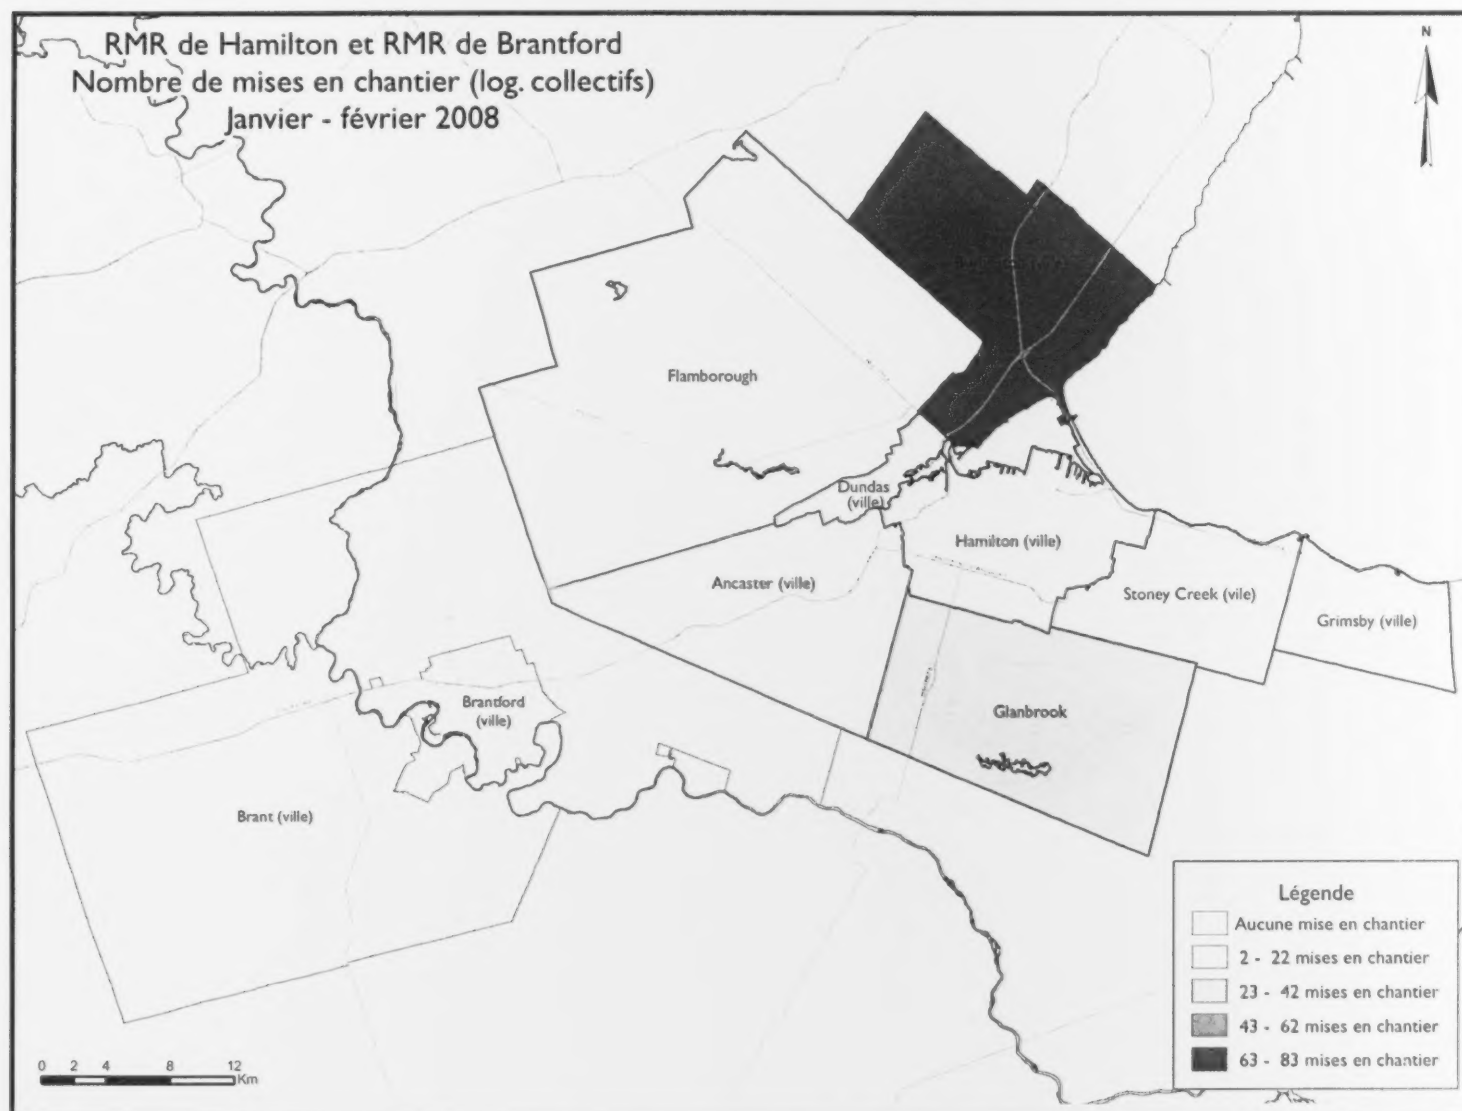 RMR de Hamilton et RMR de Brantford
Nombre de mises en chantier (log. collectifs)
Janvier - février 2008
N
Flamborough
Dundas
(ville)
Hamilton (ville)
Ancaster (ville)
Stoney Creek (vile)
Grimsby (ville)
Brantford
(ville)
Glanbrook
Brant (ville)
Légende
Aucune mise en chantier
2 - 22 mises en chantier
23 - 42 mises en chantier
43 - 62 mises en chantier
63 - 83 mises en chantier
0 2 4 8 12
Km